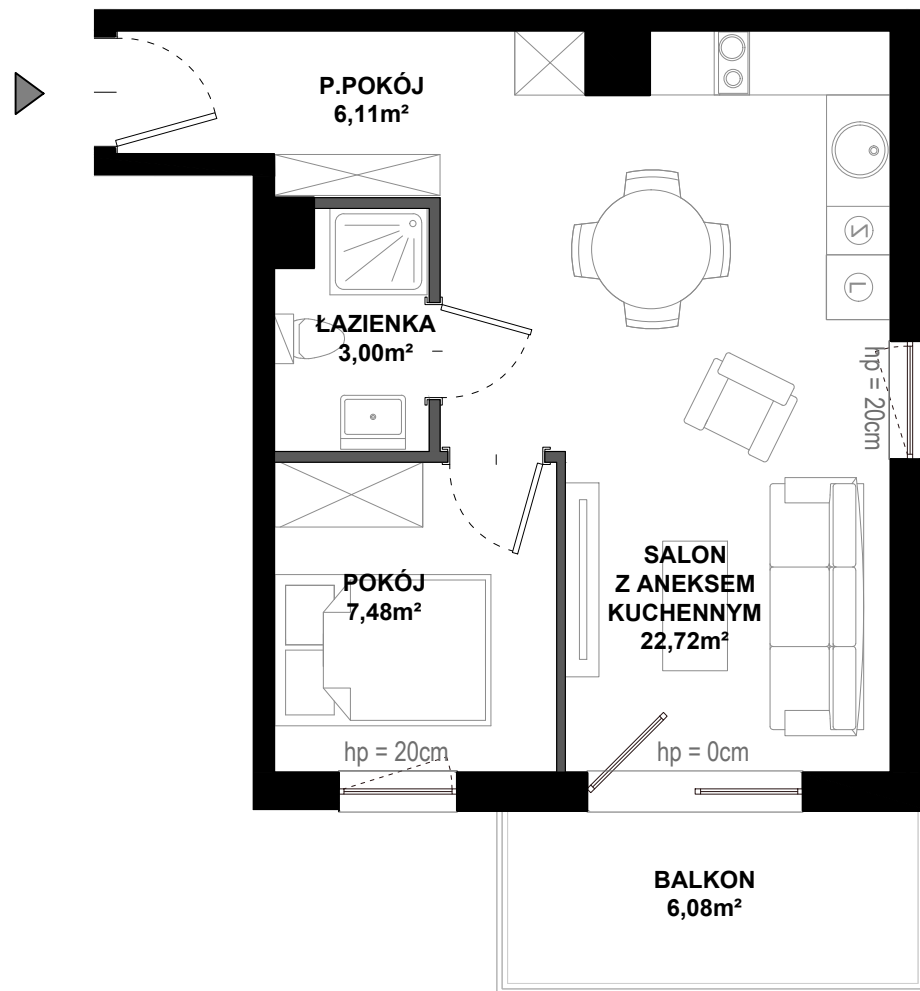 P.POKÓJ
6,11m²
Z
L
ŁAZIENKA
3,00m²
hp = 20cm
SALON
Z ANEKSEM
KUCHENNYM
22,72m²
POKÓJ
7,48m²
hp = 20cm
hp = 0cm
BALKON
6,08m²